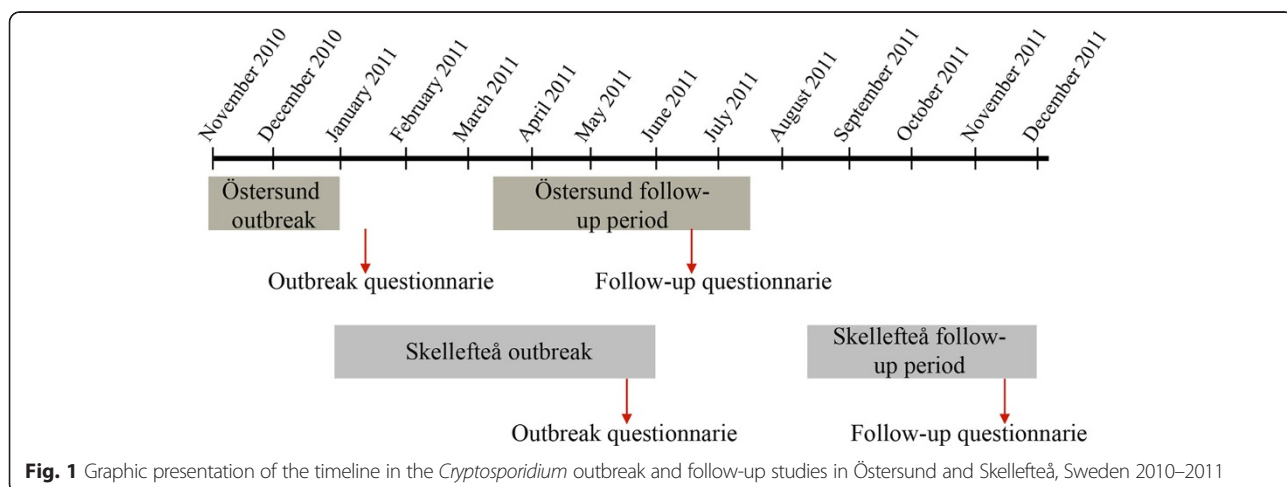 November 2010
December 2010
January 2011
February 2011
March 2011
April 2011
May 2011
June 2011
July 2011
August 2011
September 2011
October 2011
November 2011
December 2011
Östersund
outbreak
Östersund follow-
up period
Outbreak questionnarie
Follow-up questionnarie
Skellefteå outbreak
Skellefteå follow-
up period
Outbreak questionnarie
Follow-up questionnarie
Fig. 1 Graphic presentation of the timeline in the Cryptosporidium outbreak and follow-up studies in Östersund and Skellefteå, Sweden 2010–2011